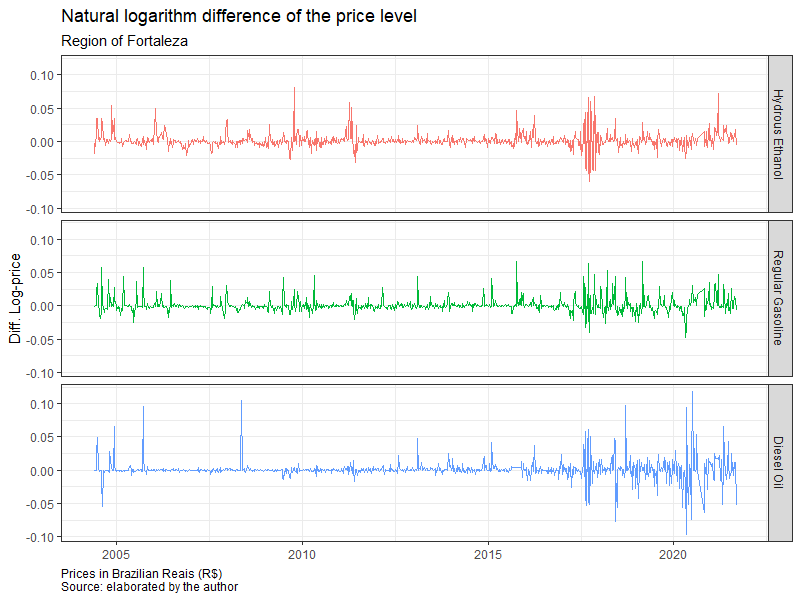 Natural logarithm difference of the price level
Region of Fortaleza
Diff. Log-price
0.10
0.05
0.00
-0.05
-0.10
Hydrous Ethanol
0.10
0.05
0.00
-0.05
-0.10
Regular Gasoline
0.10
0.05
0.00
-0.05
-0.10
Diesel Oil
2005 2010 2015 2020
Prices in Brazilian Reais (R$)
Source: elaborated by the author